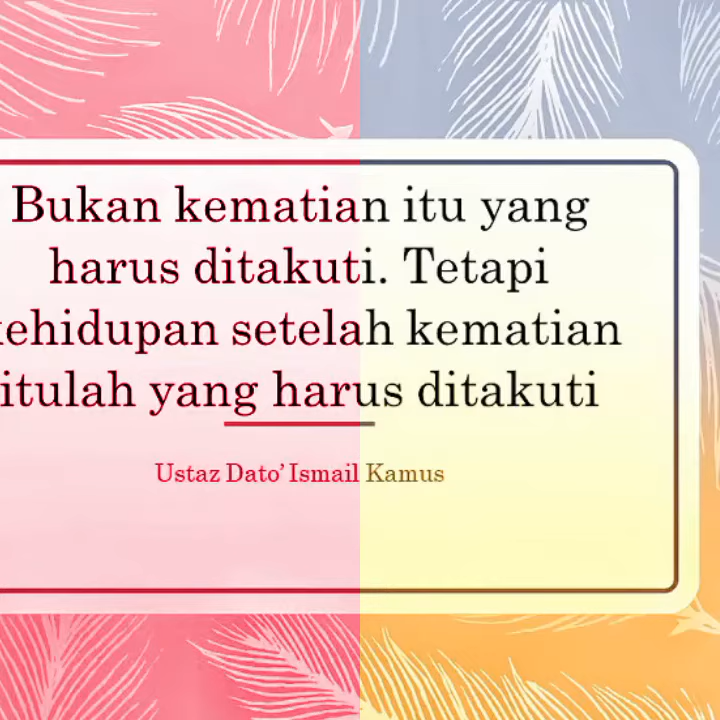 Bukan kematian itu yang
harus ditakuti. Tetapi
kehidupan setelah kematian
itulah yang harus ditakuti
Ustaz Dato’ Ismail Kamus